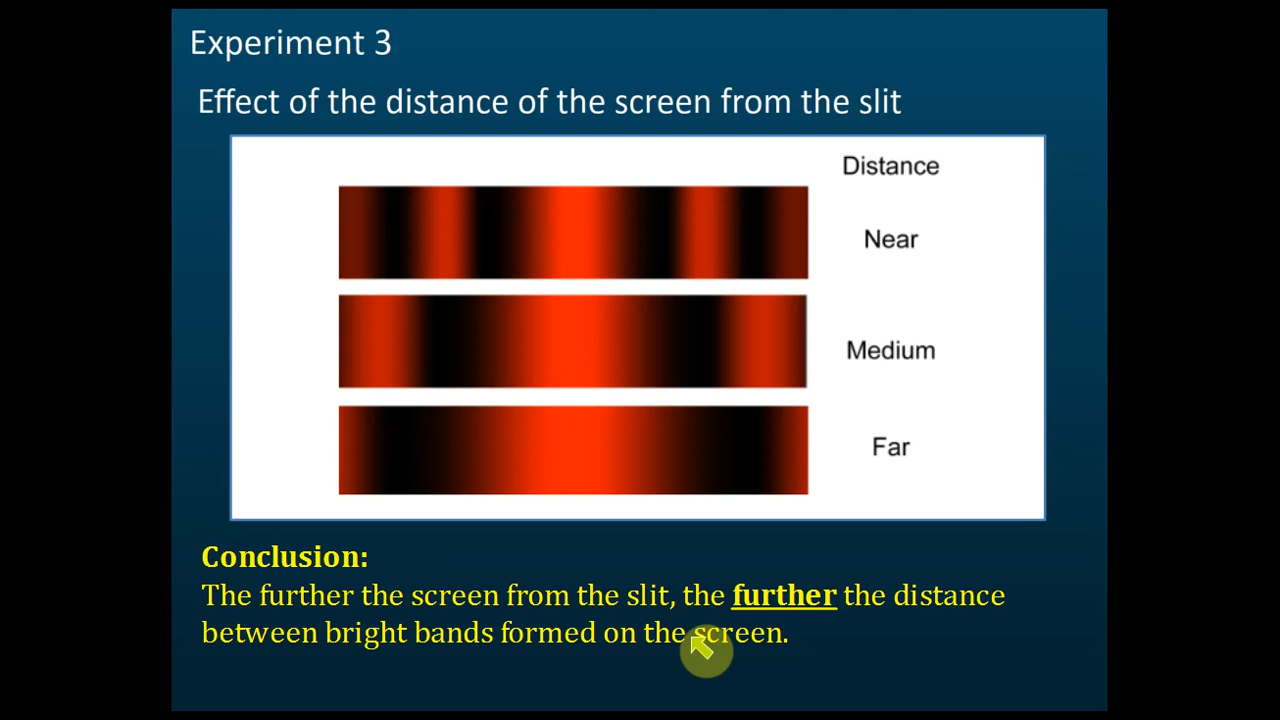 Experiment 3
Effect of the distance of the screen from the slit
Distance
Near
Medium
Far
Conclusion:
The further the screen from the slit, the further the distance
between bright bands formed on the screen.